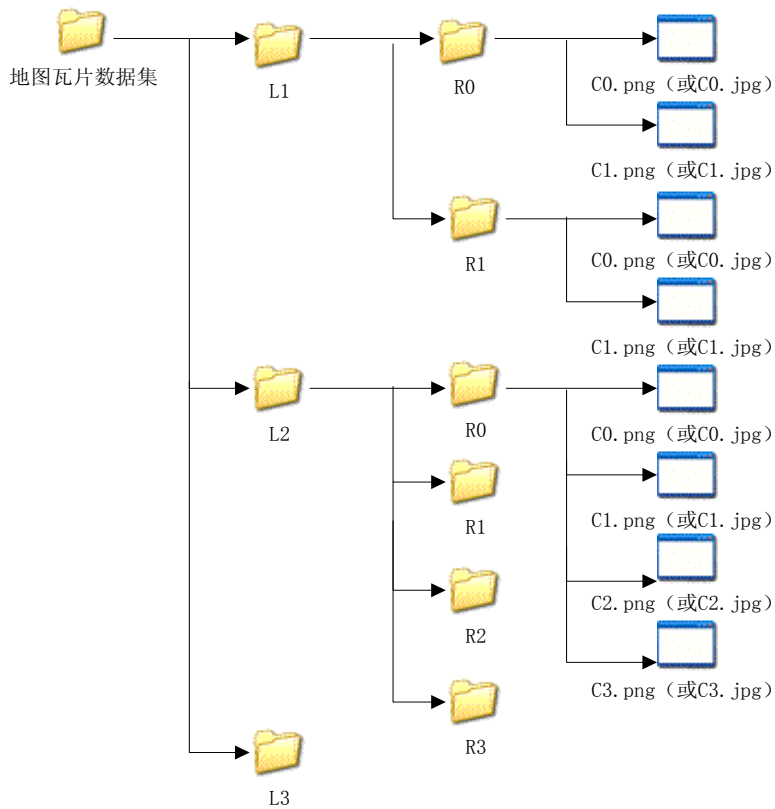 地图瓦片数据集
L1
R0
C0.png（或C0.jpg）
C1.png（或C1.jpg）
R1
C0.png（或C0.jpg）
C1.png（或C1.jpg）
L2
R0
C0.png（或C0.jpg）
C1.png（或C1.jpg）
R1
C2.png（或C2.jpg）
R2
C3.png（或C3.jpg）
R3
L3